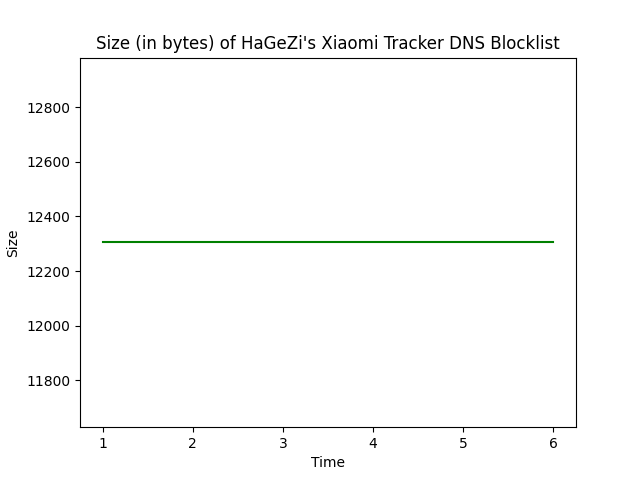 Size (in bytes) of HaGeZi's Xiaomi Tracker DNS Blocklist
12800
12600
12400
12200
12000
11800
Size
1 2 3 4 5 6
Time